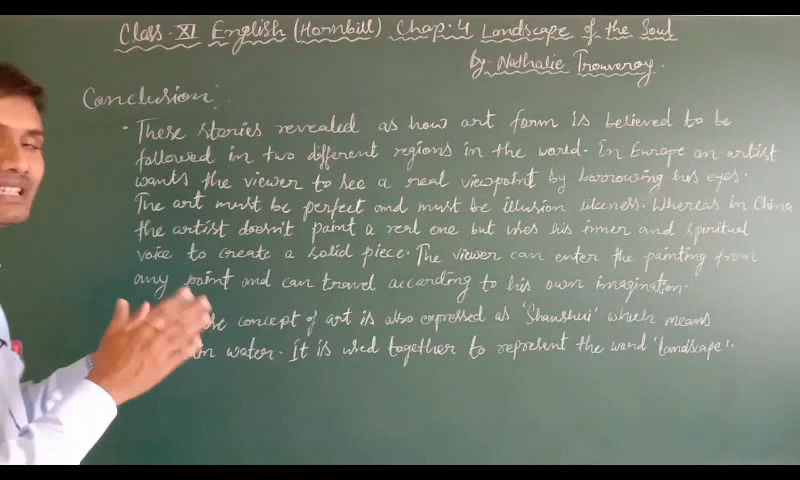 Class-XI English (Hornbill) Chap.4 Landscape of the Soul
by- Nathalie Trouveroy.
Conclusion:
• These stories revealed as how art form is believed to be
followed in two different regions in the world. In Europe an artist
wants the viewer to see a real viewpoint by borrowing his eyes.
The art must be perfect and must be illusion likeness. Whereas in China
the artist doesn't paint a real one but uses his inner and spiritual
voice to create a solid piece. The viewer can enter the painting from
any point and can travel according to his own imagination.
concept of art is also expressed as 'Shanshui' which means
water. It is used together to represent the word 'landscape'.